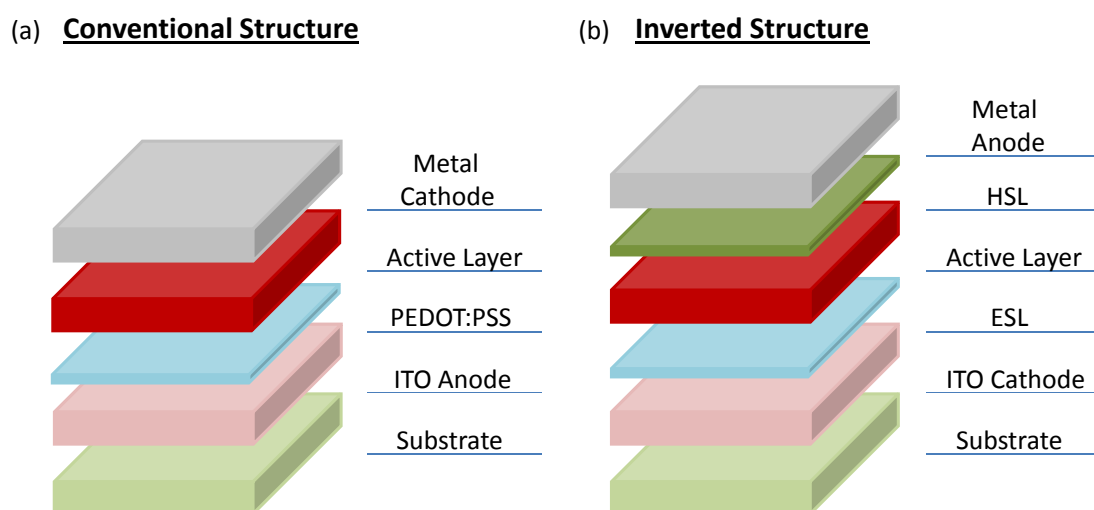 (a) Conventional Structure
Metal
Cathode
Active Layer
PEDOT:PSS
ITO Anode
Substrate
(b) Inverted Structure
Metal
Anode
HSL
Active Layer
ESL
ITO Cathode
Substrate